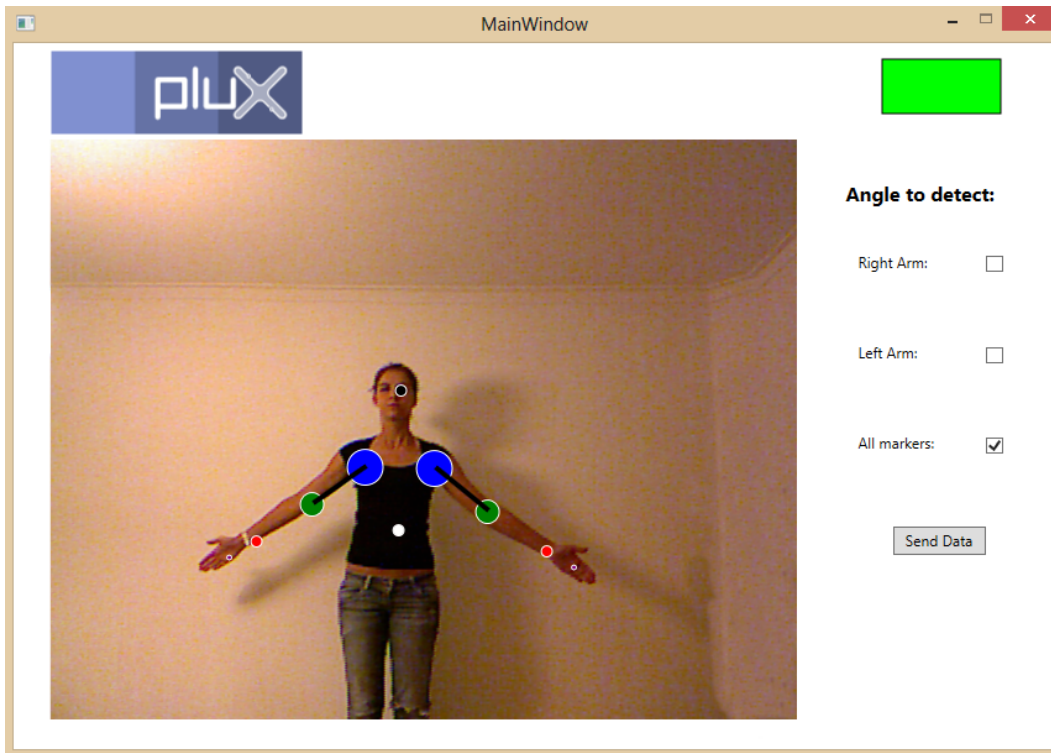 MainWindow
plux
Angle to detect:
Right Arm:
Left Arm:
All markers:
Send Data